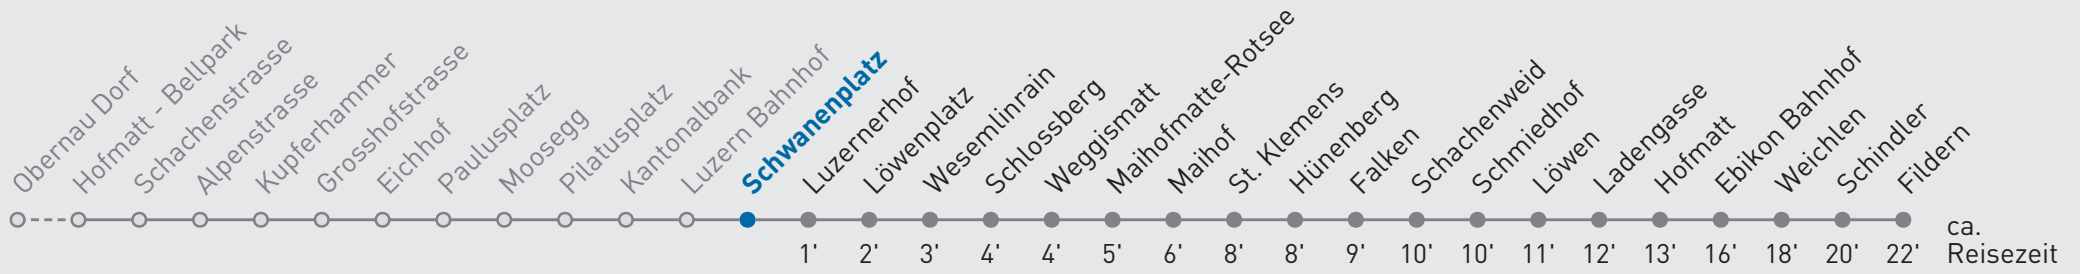 Obernau Dorf
Hofmatt - Bellpark
Schachenstrasse
Alpenstrasse
Kupferhammer
Grosshofstrasse
Eichhof
Paulusplatz
Moosegg
Pilatusplatz
Kantonalbank
Luzern Bahnhof
Schwanenplatz
Luzernerhof
Löwenplatz
Wesemlinrain
Schlossberg
Weggismatt
Maihofmatte-Rotsee
Maihof
St. Klemens
Hünenberg
Falken
Schachenweid
Schmiedhof
Löwen
Ladengasse
Hofmatt
Ebikon Bahnhof
Weichlen
Schindler
Fildern
1' 2' 3' 4' 4' 5' 6' 8' 8' 9' 10' 10' 11' 12' 13' 16' 18' 20' 22'
ca.
Reisezeit